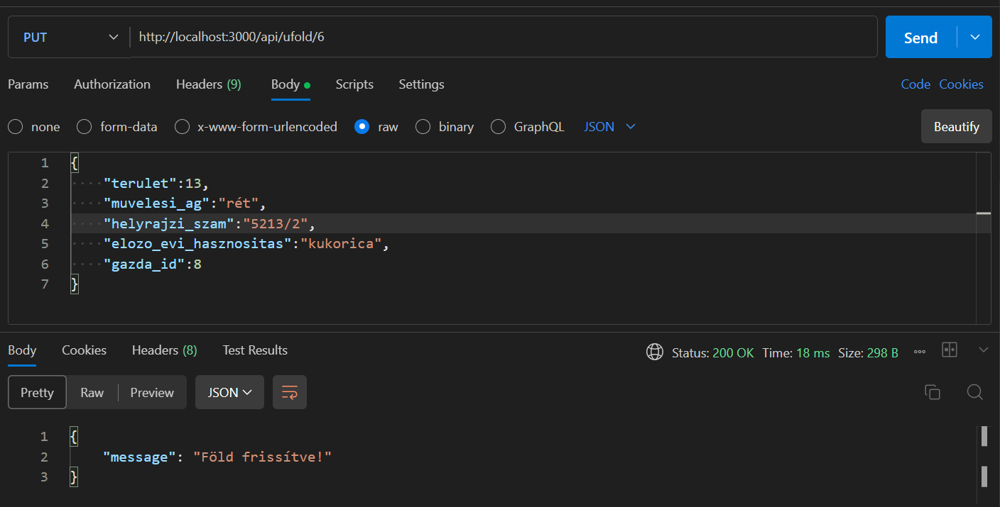 PUT http://localhost:3000/api/ufold/6 Send
Params Authorization Headers (9) Body Scripts Settings Code Cookies
none form-data x-www-form-urlencoded raw binary GraphQL JSON Beautify
1 {
2 ····"terulet":13,
3 ····"muvelesi_ag":"rét",
4 ····"helyrajzi_szam":"5213/2",
5 ····"elozo_evi_hasznositas":"kukorica",
6 ····"gazda_id":8
7 }
Body Cookies Headers (8) Test Results Status: 200 OK Time: 18 ms Size: 298 B
Pretty Raw Preview JSON
1 {
2 "message": "Föld frissítve!"
3 }